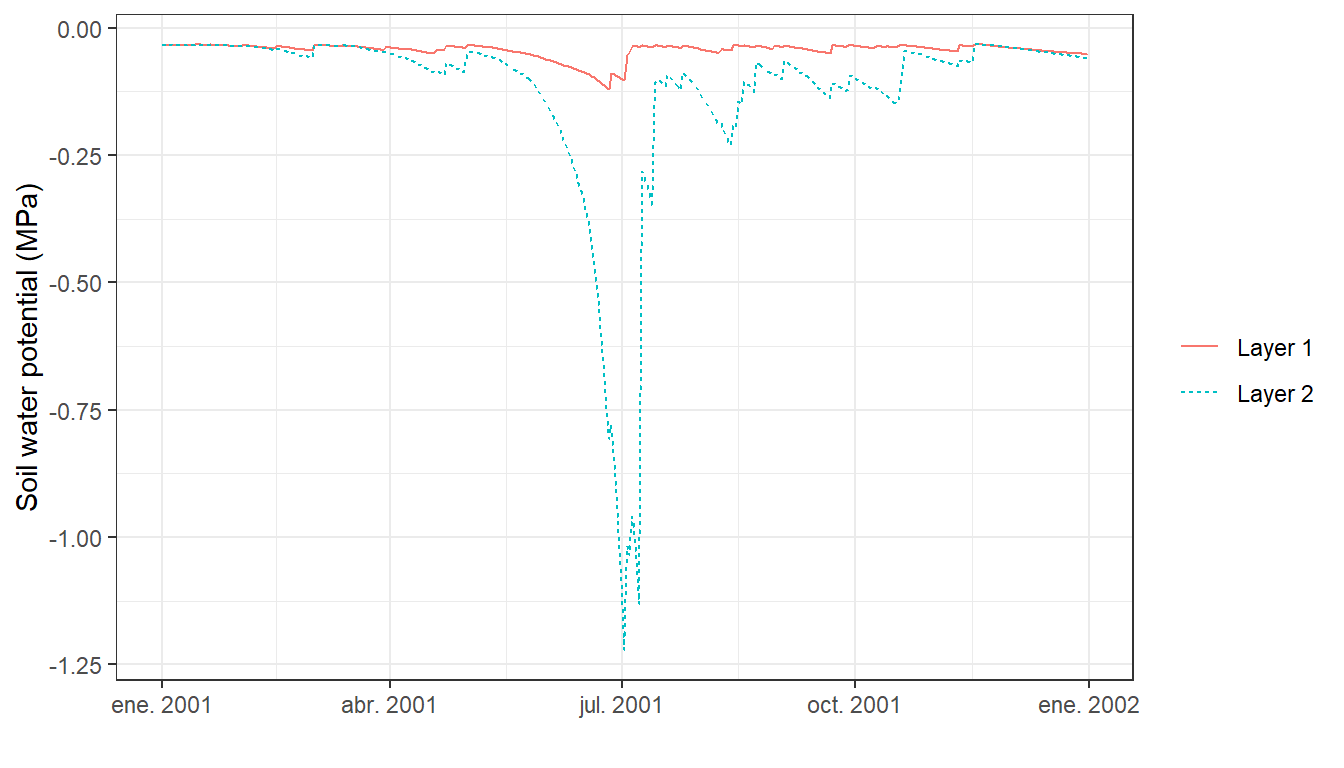 0.00
-0.25
-0.50
-0.75
-1.00
-1.25
Soil water potential (MPa)
ene. 2001
abr. 2001
jul. 2001
oct. 2001
ene. 2002
Layer 1
Layer 2